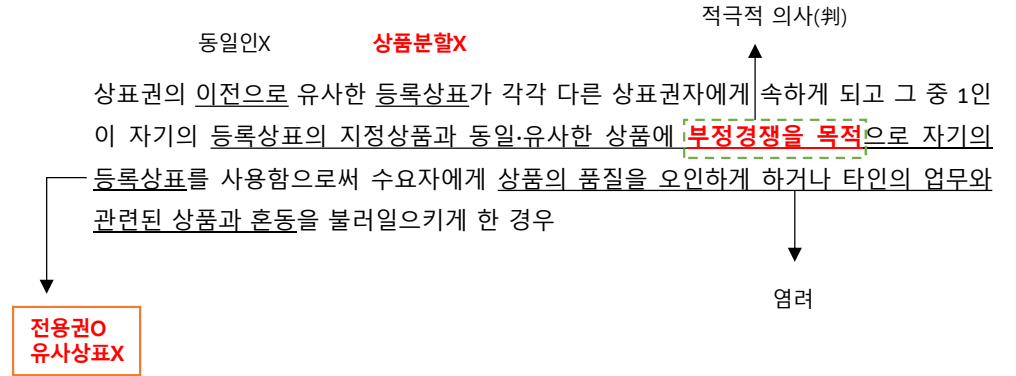 적극적 의사(判)
동일인X 상품분할X
상표권의 이전으로 유사한 등록상표가 각각 다른 상표권자에게 속하게 되고 그 중 1인
이 자기의 등록상표의 지정상품과 동일·유사한 상품에 부정경쟁을 목적으로 자기의
등록상표를 사용함으로써 수요자에게 상품의 품질을 오인하게 하거나 타인의 업무와
관련된 상품과 혼동을 불러일으키게 한 경우
염려
전용권O
유사상표X